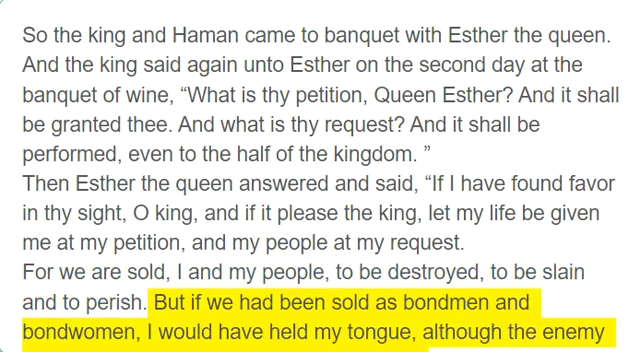 So the king and Haman came to banquet with Esther the queen.
And the king said again unto Esther on the second day at the
banquet of wine, “What is thy petition, Queen Esther? And it shall
be granted thee. And what is thy request? And it shall be
performed, even to the half of the kingdom. ”
Then Esther the queen answered and said, “If I have found favor
in thy sight, O king, and if it please the king, let my life be given
me at my petition, and my people at my request.
For we are sold, I and my people, to be destroyed, to be slain
and to perish. But if we had been sold as bondmen and
bondwomen, I would have held my tongue, although the enemy